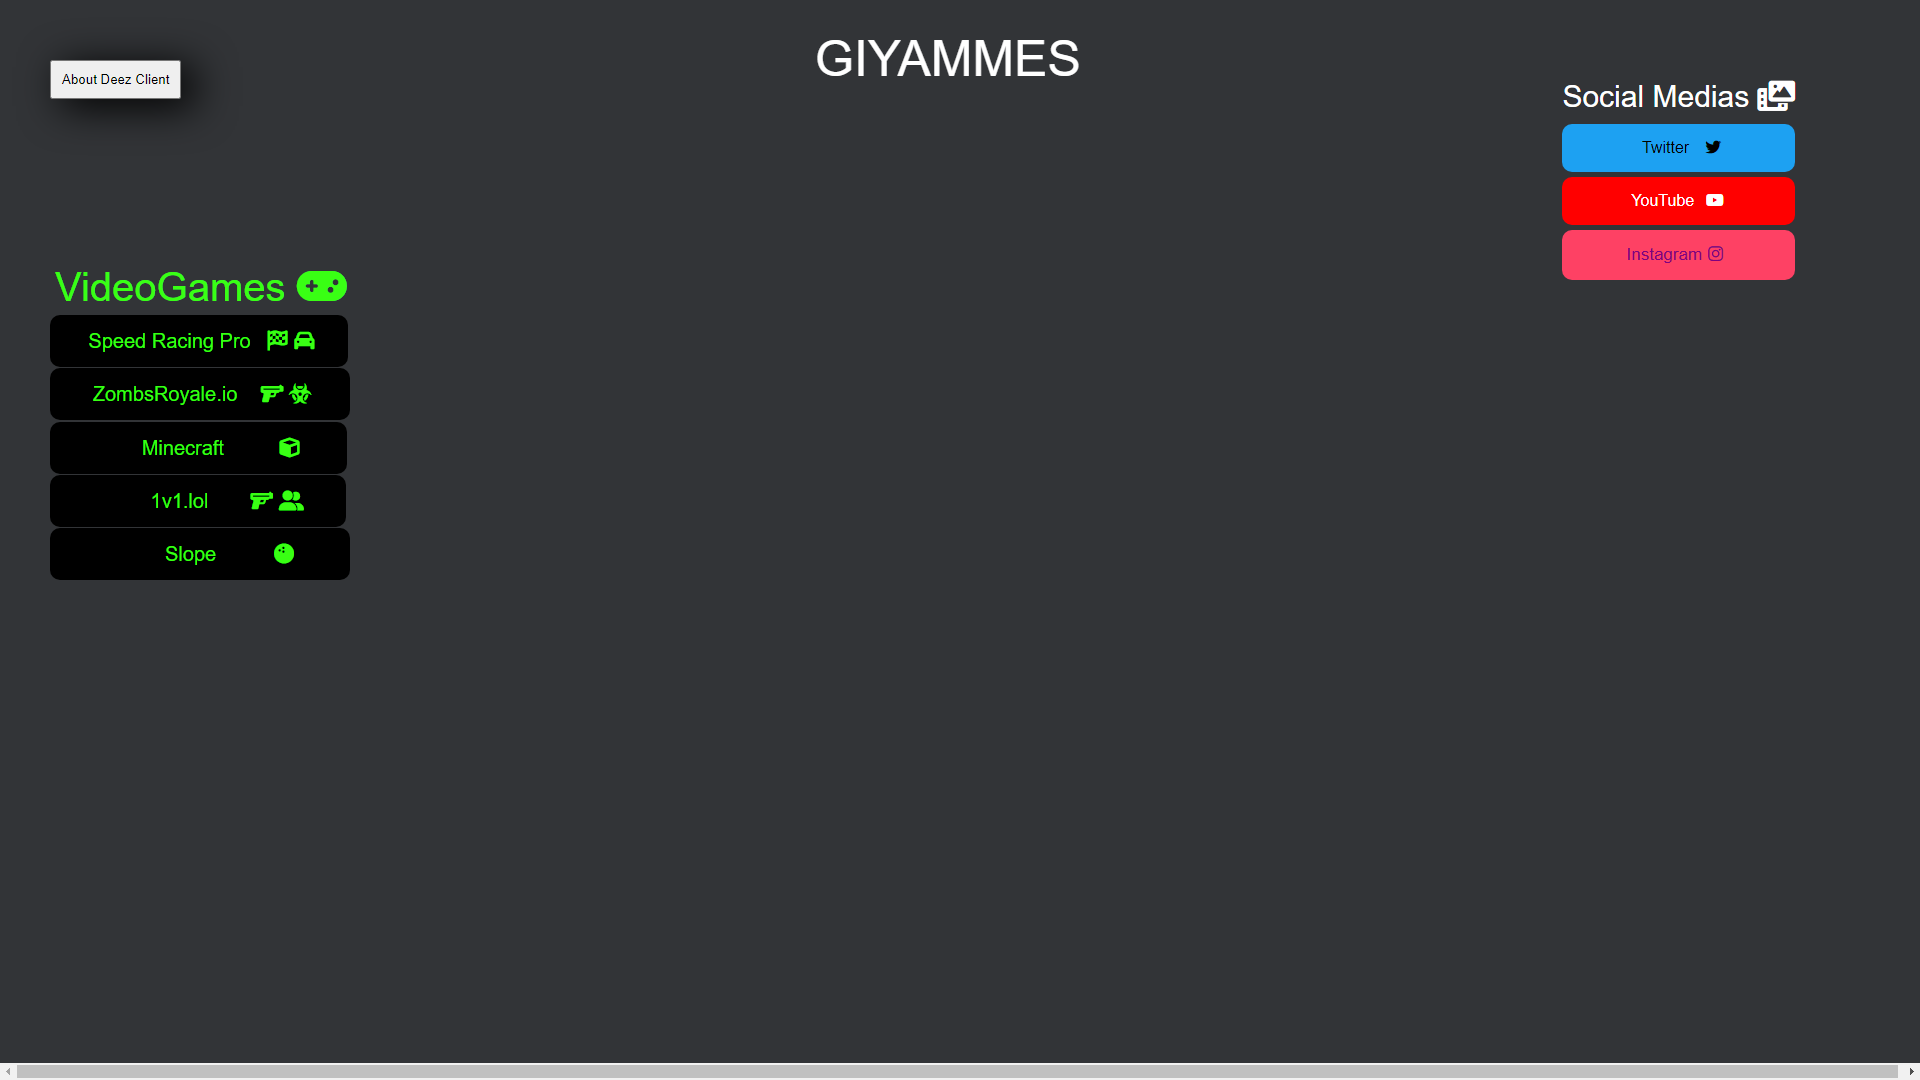 GIYAMMES
About Deez Client
Social Medias
Twitter
YouTube
Instagram
VideoGames
Speed Racing Pro
ZombsRoyale.io
Minecraft
1v1.lol
Slope